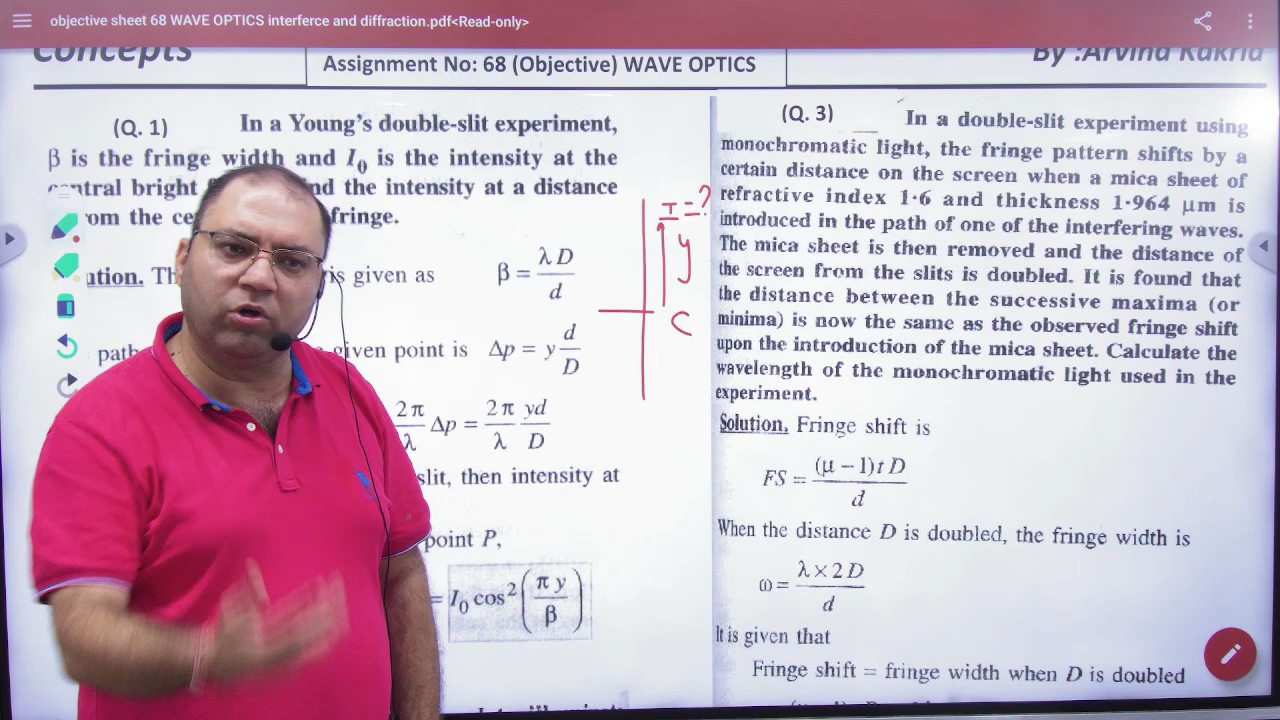 objective sheet 68 WAVE OPTICS interferce and diffraction.pdf<Read-only>
Concepts
Assignment No: 68 (Objective) WAVE OPTICS
By :Arvind Kakria
(Q. 1) In a Young's double-slit experiment,
β is the fringe width and I₀ is the intensity at the
central bright nd the intensity at a distance
rom the ce fringe.
ution. Th is given as β = λD/d
path given point is Δp = y d/D
2π/λ Δp = 2π/λ yd/D
slit, then intensity at
point P,
= I₀ cos² (πy/β)
I = ?
y
C
(Q. 3) In a double-slit experiment using
monochromatic light, the fringe pattern shifts by a
certain distance on the screen when a mica sheet of
refractive index 1·6 and thickness 1·964 μm is
introduced in the path of one of the interfering waves.
The mica sheet is then removed and the distance of
the screen from the slits is doubled. It is found that
the distance between the successive maxima (or
minima) is now the same as the observed fringe shift
upon the introduction of the mica sheet. Calculate the
wavelength of the monochromatic light used in the
experiment.
Solution. Fringe shift is
FS = (μ − 1) t D / d
When the distance D is doubled, the fringe width is
ω = λ × 2D / d
It is given that
Fringe shift = fringe width when D is doubled